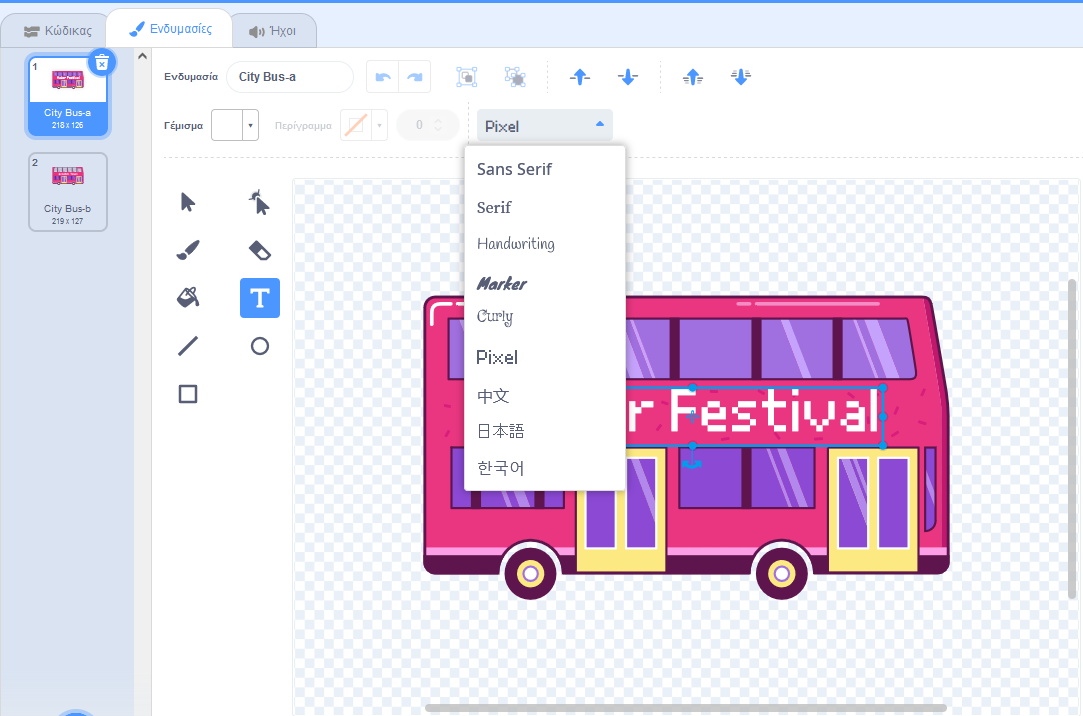 Κώδικας
Ενδυμασίες
Ήχοι
1
City Bus-a
218 x 126
2
City Bus-b
219 x 127
Ενδυμασία
City Bus-a
Γέμισμα
Περίγραμμα
0
Pixel
Sans Serif
Serif
Handwriting
Marker
Curly
Pixel
中文
日本語
한국어
T
r Festival